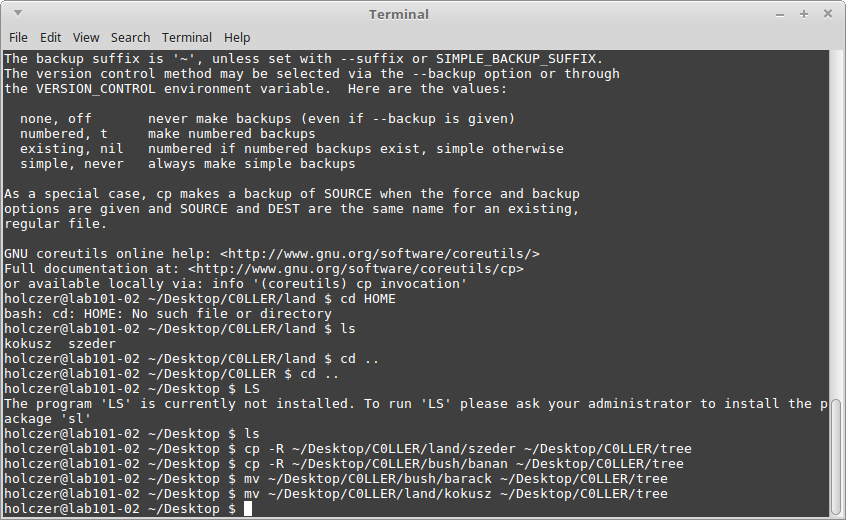 Terminal
File Edit View Search Terminal Help
The backup suffix is '~', unless set with --suffix or SIMPLE_BACKUP_SUFFIX.
The version control method may be selected via the --backup option or through
the VERSION_CONTROL environment variable.  Here are the values:

  none, off       never make backups (even if --backup is given)
  numbered, t     make numbered backups
  existing, nil   numbered if numbered backups exist, simple otherwise
  simple, never   always make simple backups

As a special case, cp makes a backup of SOURCE when the force and backup
options are given and SOURCE and DEST are the same name for an existing,
regular file.

GNU coreutils online help: <http://www.gnu.org/software/coreutils/>
Full documentation at: <http://www.gnu.org/software/coreutils/cp>
or available locally via: info '(coreutils) cp invocation'
holczer@lab101-02 ~/Desktop/C0LLER/land $ cd HOME
bash: cd: HOME: No such file or directory
holczer@lab101-02 ~/Desktop/C0LLER/land $ ls
kokusz  szeder
holczer@lab101-02 ~/Desktop/C0LLER/land $ cd ..
holczer@lab101-02 ~/Desktop/C0LLER $ cd ..
holczer@lab101-02 ~/Desktop $ LS
The program 'LS' is currently not installed. To run 'LS' please ask your administrator to install the p
ackage 'sl'
holczer@lab101-02 ~/Desktop $ ls
holczer@lab101-02 ~/Desktop $ cp -R ~/Desktop/C0LLER/land/szeder ~/Desktop/C0LLER/tree
holczer@lab101-02 ~/Desktop $ cp -R ~/Desktop/C0LLER/bush/banan ~/Desktop/C0LLER/tree
holczer@lab101-02 ~/Desktop $ mv ~/Desktop/C0LLER/bush/barack ~/Desktop/C0LLER/tree
holczer@lab101-02 ~/Desktop $ mv ~/Desktop/C0LLER/land/kokusz ~/Desktop/C0LLER/tree
holczer@lab101-02 ~/Desktop $